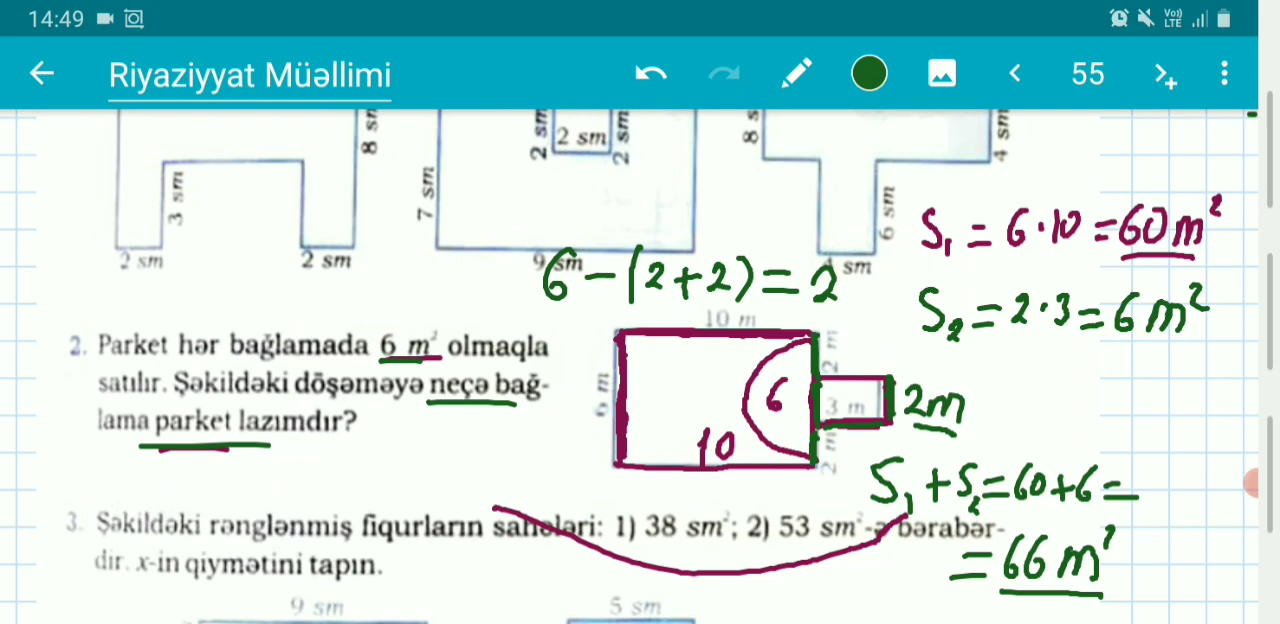 14:49 Vo)) LTE
Riyaziyyat Müəllimi 55
8 sm 2 sm 2 sm 2 sm 8 s 4 sm
3 sm 7 sm 6 sm
2 sm 2 sm 9 sm sm
S₁ = 6·10 = 60 m²
6 – (2+2) = 2
S₂ = 2·3 = 6 m²
10 m
2. Parket hər bağlamada 6 m² olmaqla
satılır. Şəkildəki döşəməyə neçə bağ-
lama parket lazımdır?
6 m 6 2 m 3 m 2m
10 2 m
S₁ + S₂ = 60+6 =
= 66 m²
3. Şəkildəki rənglənmiş fiqurların sahələri: 1) 38 sm²; 2) 53 sm²-ə bərabər-
dir. x-in qiymətini tapın.
9 sm 5 sm